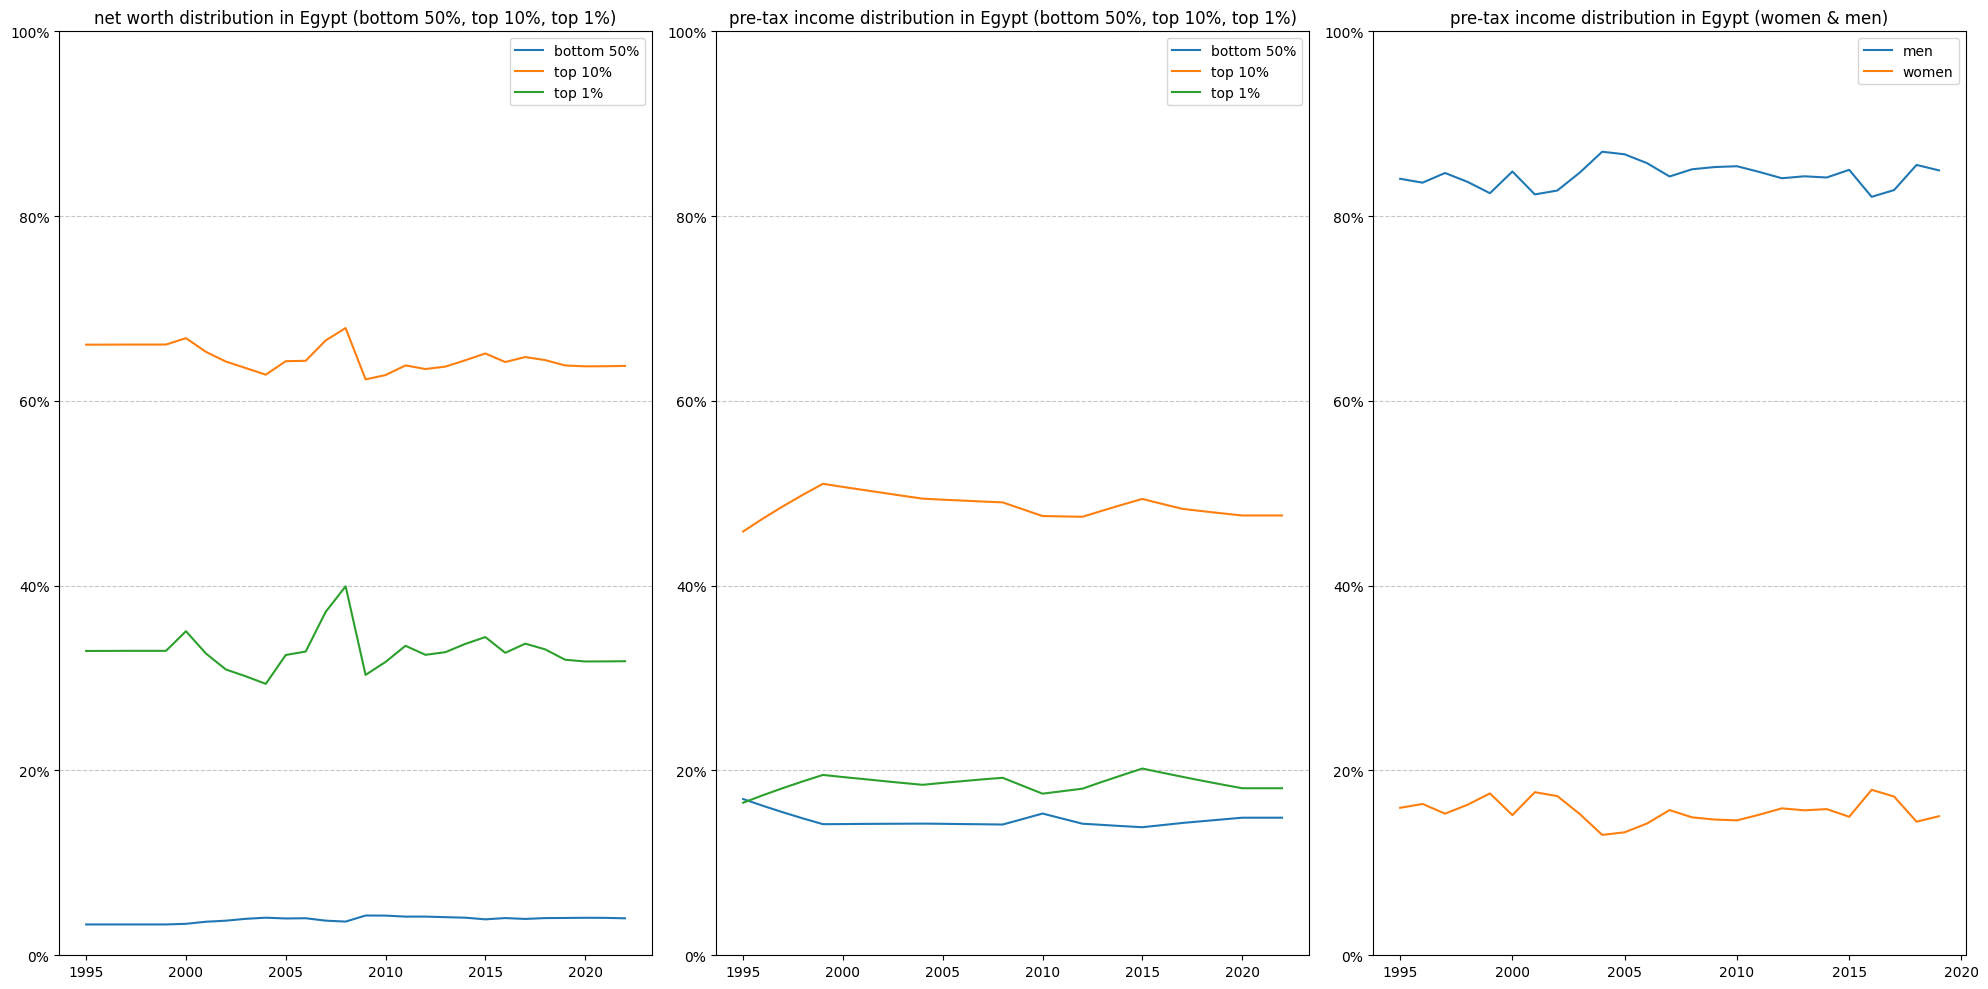 net worth distribution in Egypt (bottom 50%, top 10%, top 1%)
100%
80%
60%
40%
20%
0%
1995 2000 2005 2010 2015 2020
bottom 50%
top 10%
top 1%
pre-tax income distribution in Egypt (bottom 50%, top 10%, top 1%)
100%
80%
60%
40%
20%
0%
1995 2000 2005 2010 2015 2020
bottom 50%
top 10%
top 1%
pre-tax income distribution in Egypt (women & men)
100%
80%
60%
40%
20%
0%
1995 2000 2005 2010 2015 2020
men
women